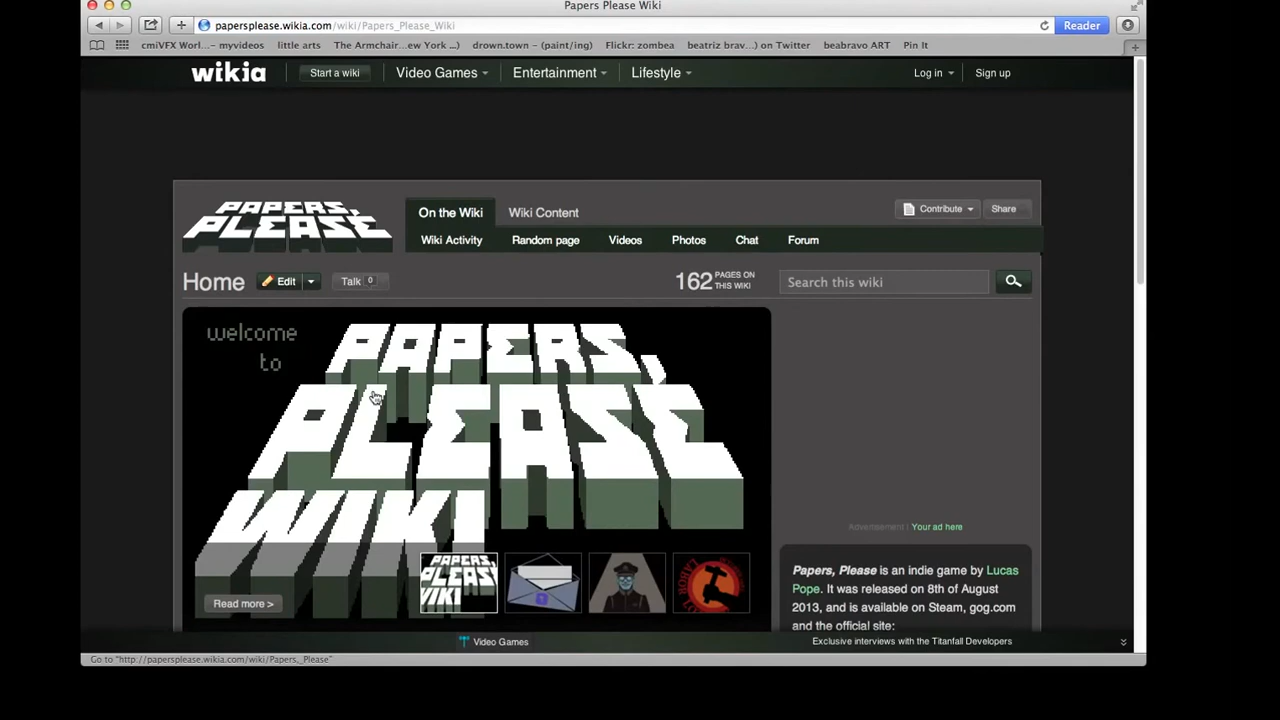 Papers Please Wiki
papersplease.wikia.com/wiki/Papers_Please_Wiki
Reader
cmiVFX Worl... – myvideos little arts The Armchair...ew York ...) drown.town – (paint/ing) Flickr: zombea beatriz brav...) on Twitter beabravo ART Pin It
wikia Start a wiki Video Games Entertainment Lifestyle Log in Sign up
PAPERS,
PLEASE
On the Wiki Wiki Content Contribute Share
Wiki Activity Random page Videos Photos Chat Forum
Home Edit Talk 0 162 PAGES ON THIS WIKI Search this wiki
welcome
to
PAPERS,
PLEASE
WIKI
PAPERS,
PLEASE
WIKI
Read more >
Advertisement | Your ad here
Papers, Please is an indie game by Lucas
Pope. It was released on 8th of August
2013, and is available on Steam, gog.com
and the official site:
Video Games Exclusive interviews with the Titanfall Developers
Go to "http://papersplease.wikia.com/wiki/Papers,_Please"